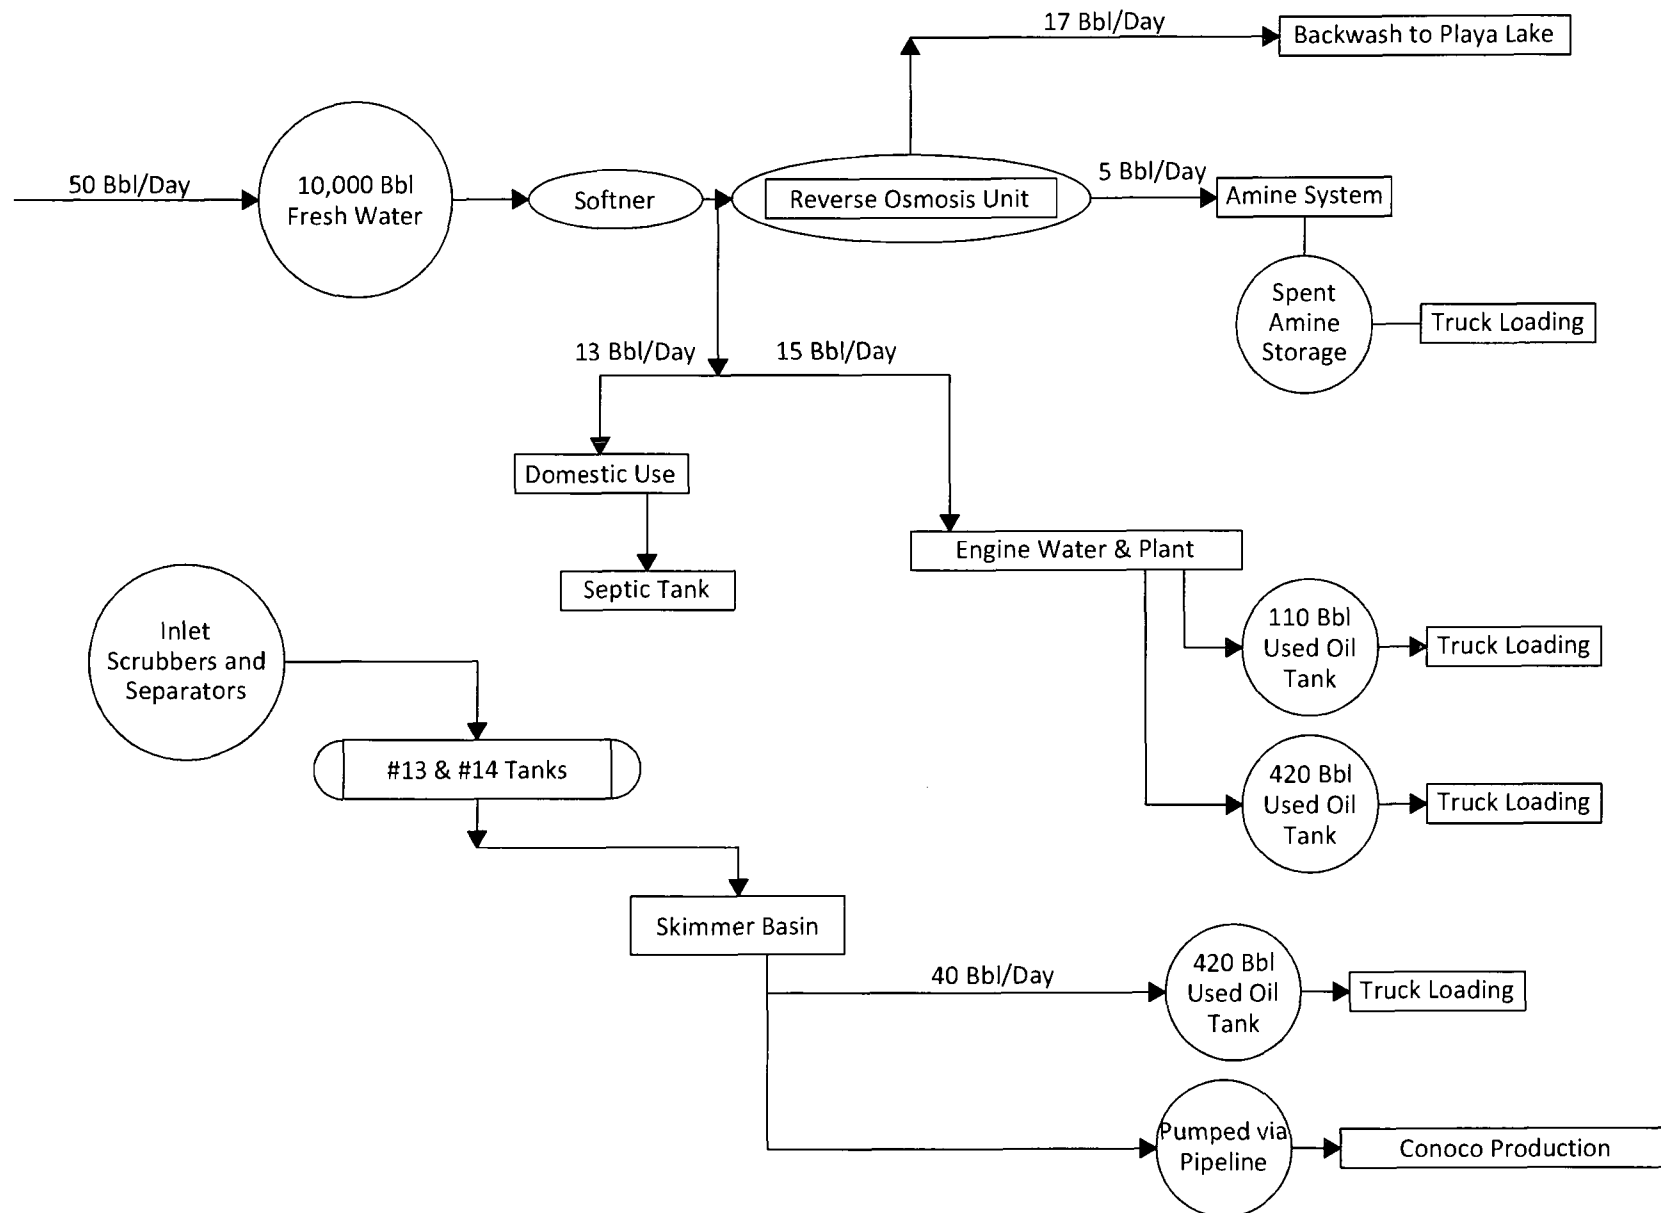 17 Bbl/Day
Backwash to Playa Lake
50 Bbl/Day
10,000 Bbl
Fresh Water
Softner
Reverse Osmosis Unit
5 Bbl/Day
Amine System
Spent
Amine
Storage
Truck Loading
13 Bbl/Day
15 Bbl/Day
Domestic Use
Septic Tank
Engine Water & Plant
110 Bbl
Used Oil
Tank
Truck Loading
420 Bbl
Used Oil
Tank
Truck Loading
Inlet
Scrubbers and
Separators
#13 & #14 Tanks
Skimmer Basin
40 Bbl/Day
420 Bbl
Used Oil
Tank
Truck Loading
Pumped via
Pipeline
Conoco Production